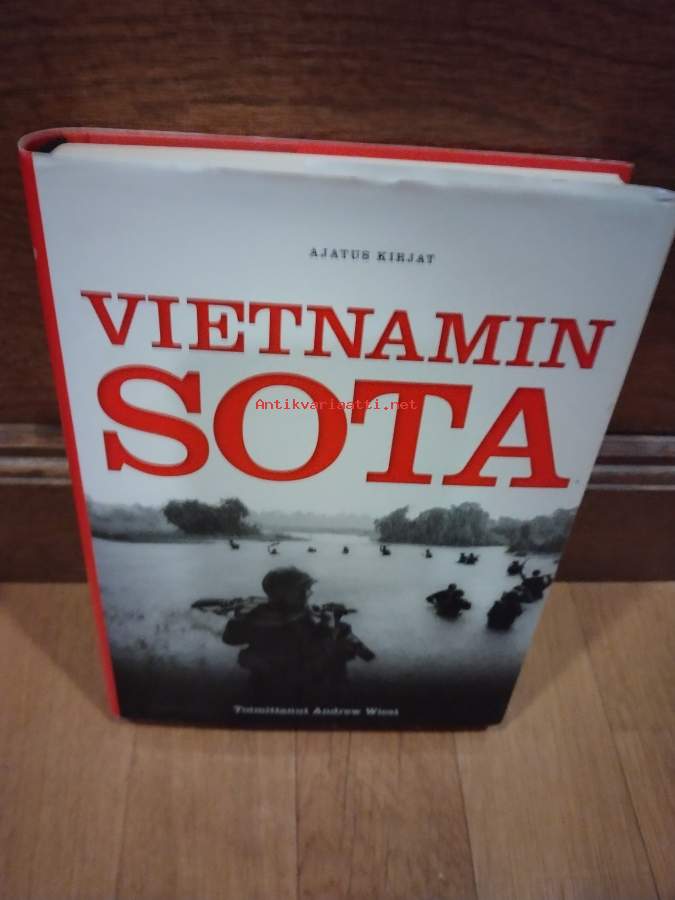 AJATUS KIRJAT
VIETNAMIN
SOTA
Antikvariaatti.net
Toimittanut Andrew Wiest